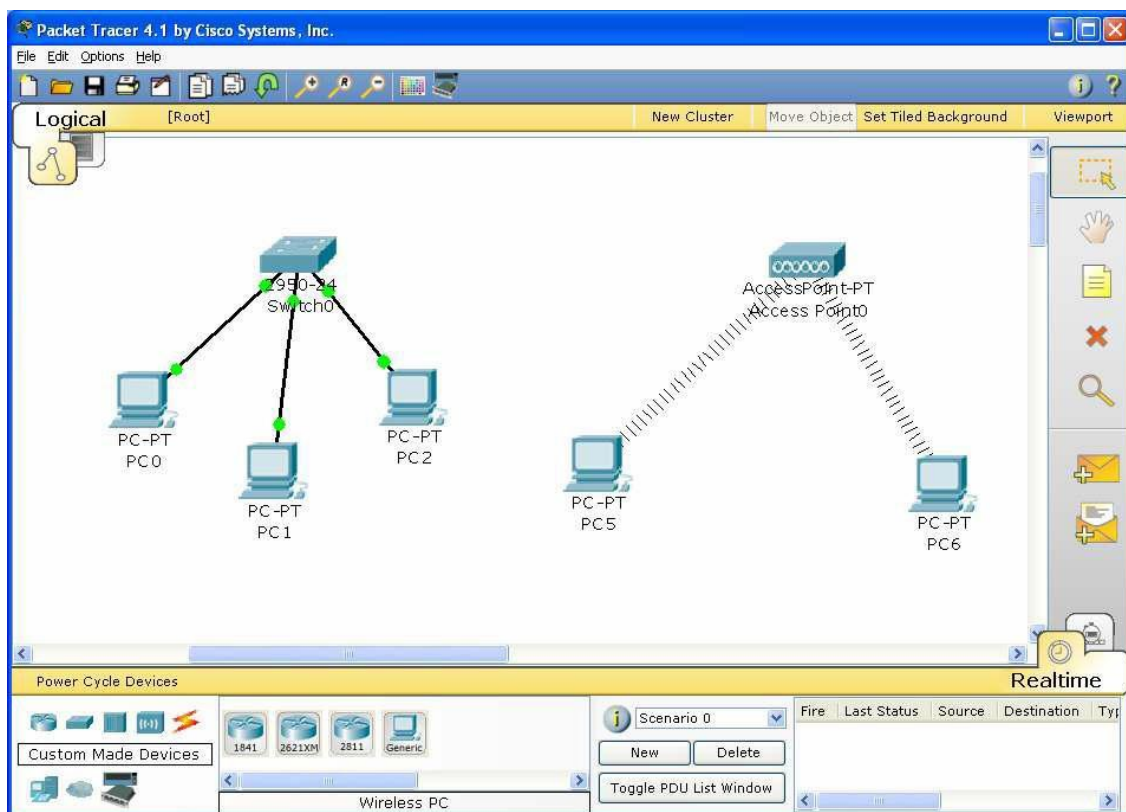 Packet Tracer 4.1 by Cisco Systems, Inc.
File Edit Options Help
Logical [Root] New Cluster Move Object Set Tiled Background Viewport
2950-24
Switch0
AccessPoint-PT
Access Point0
PC-PT
PC0
PC-PT
PC1
PC-PT
PC2
PC-PT
PC5
PC-PT
PC6
Power Cycle Devices
Realtime
Custom Made Devices
1841
2621XM
2811
Generic
Wireless PC
Scenario 0
New
Delete
Toggle PDU List Window
Fire Last Status Source Destination Typ